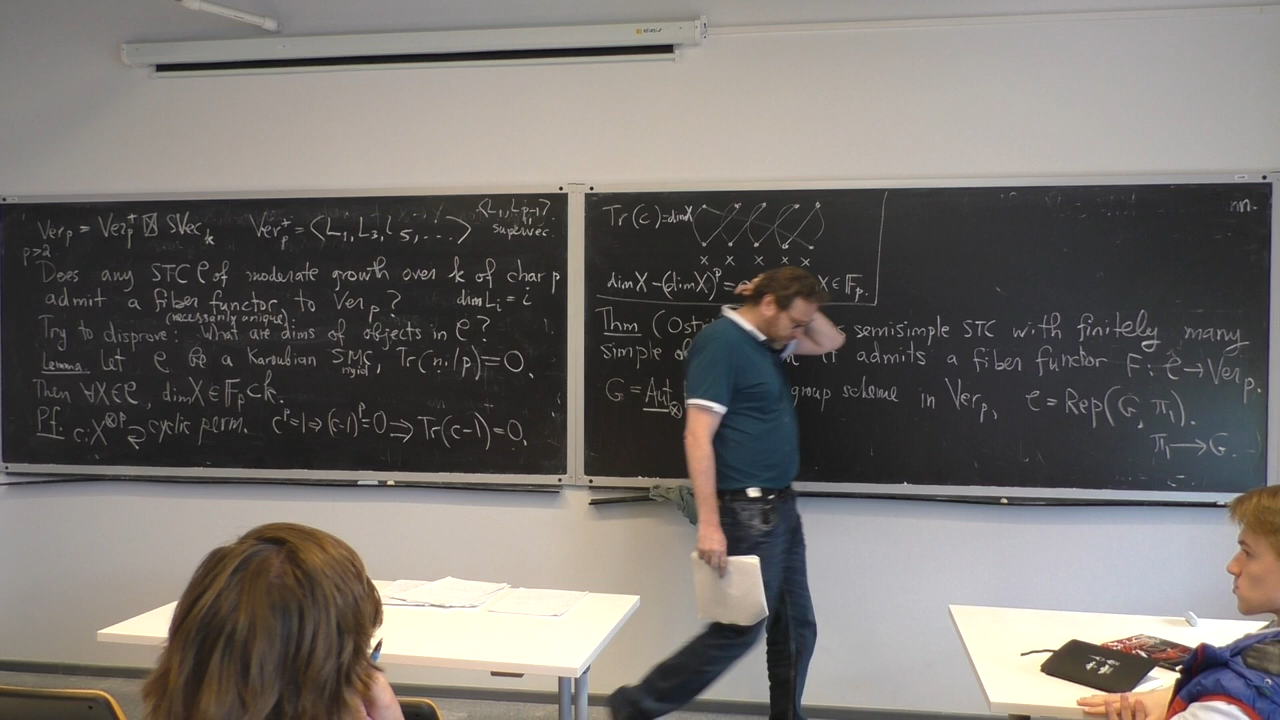 Ver_p = Ver_p^+ ⊠ SVec_k   Ver_p^+ = <L_1, L_3, L_5, ...>   <L_1, L_{p-1}>
p>2   supervec.
Does any STC C of moderate growth over k of char p
admit a fiber functor to Ver_p?   dim L_i = i
(necessarily unique)
Try to disprove: What are dims of objects in C?
Lemma. Let C be a Karoubian rigid SMC, Tr(nilp)=0.
Then ∀X∈C, dim X ∈ F_p ⊂ k.
Pf. c: X^{⊗p} cyclic perm. c^p=1 ⇒ (c-1)^p=0 ⇒ Tr(c-1)=0.
Tr(c)=dim X
x x x x x
dim X - (dim X)^p = X ∈ F_p.
Thm (Ostri s semisimple STC with finitely many
simple it admits a fiber functor F: C → Ver_p.
G = Aut_⊗ group scheme in Ver_p, C = Rep(G, π_1).
π_1 → G.